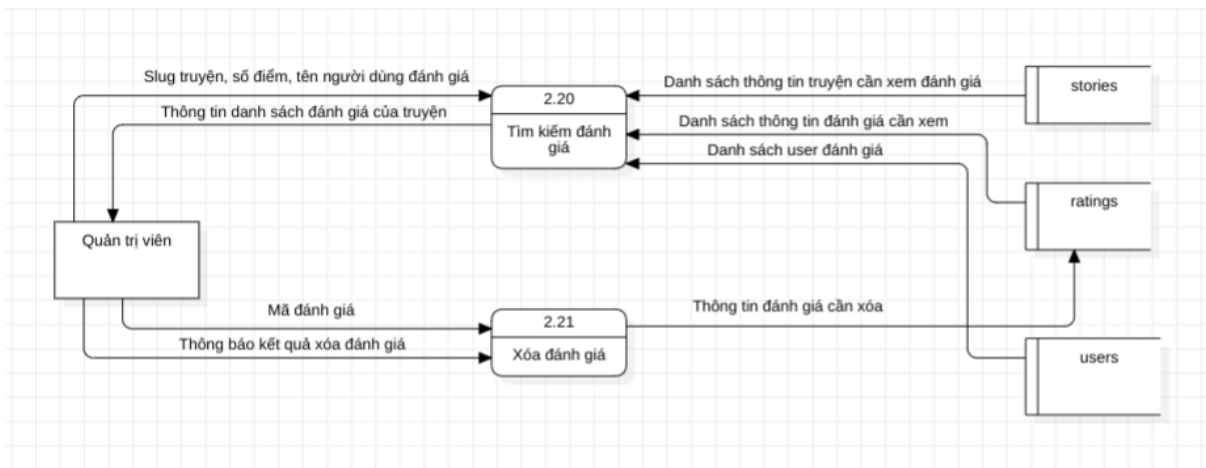 Slug truyện, số điểm, tên người dùng đánh giá
Thông tin danh sách đánh giá của truyện
2.20
Tìm kiếm đánh
giá
Danh sách thông tin truyện cần xem đánh giá
Danh sách thông tin đánh giá cần xem
Danh sách user đánh giá
stories
ratings
Quản trị viên
Mã đánh giá
Thông báo kết quả xóa đánh giá
2.21
Xóa đánh giá
Thông tin đánh giá cần xóa
users